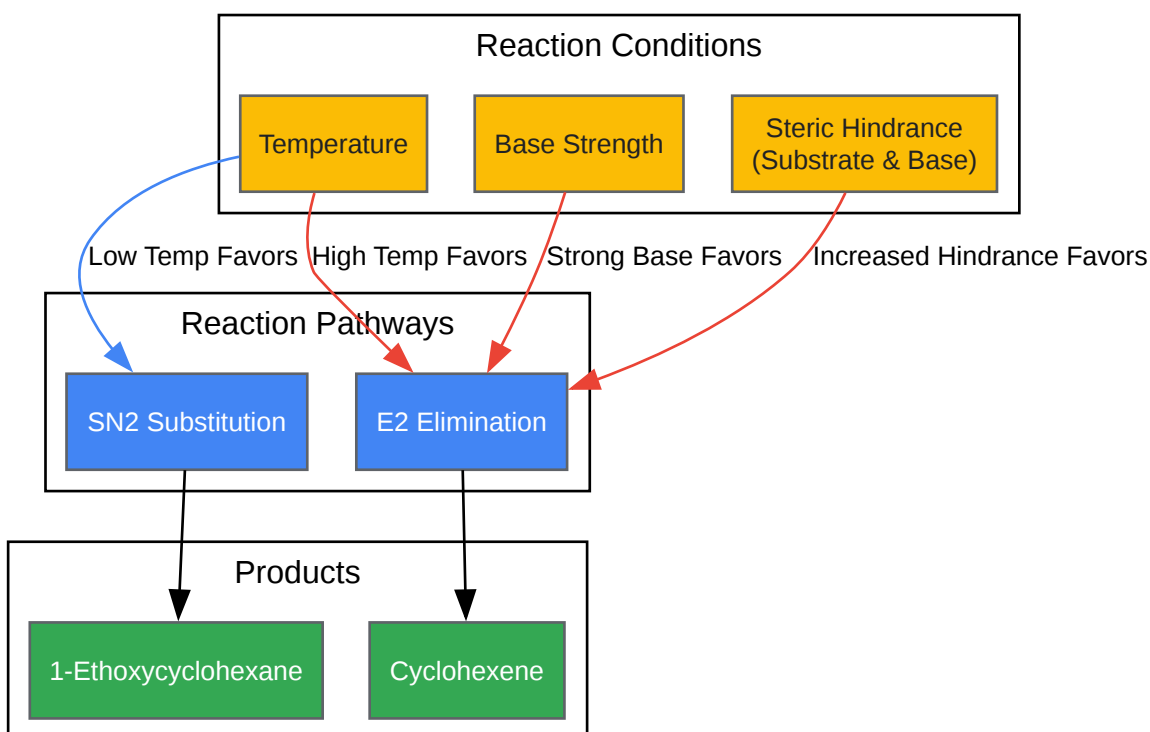 Reaction Conditions
Temperature
Base Strength
Steric Hindrance
(Substrate & Base)
Low Temp Favors
High Temp Favors
Strong Base Favors
Increased Hindrance Favors
Reaction Pathways
SN2 Substitution
E2 Elimination
Products
1-Ethoxycyclohexane
Cyclohexene